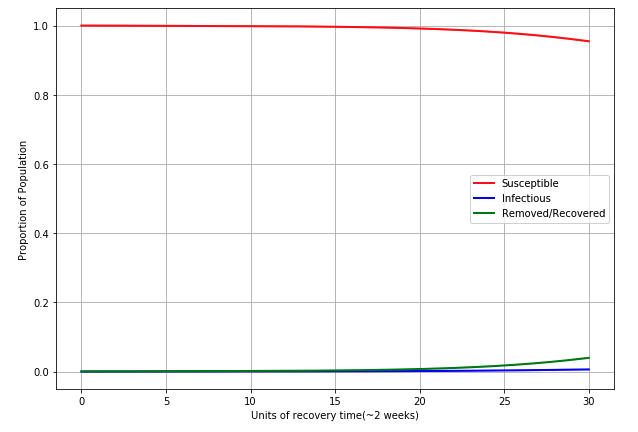 1.0
0.8
0.6
0.4
0.2
0.0
Proportion of Population
Susceptible
Infectious
Removed/Recovered
0 5 10 15 20 25 30
Units of recovery time(~2 weeks)